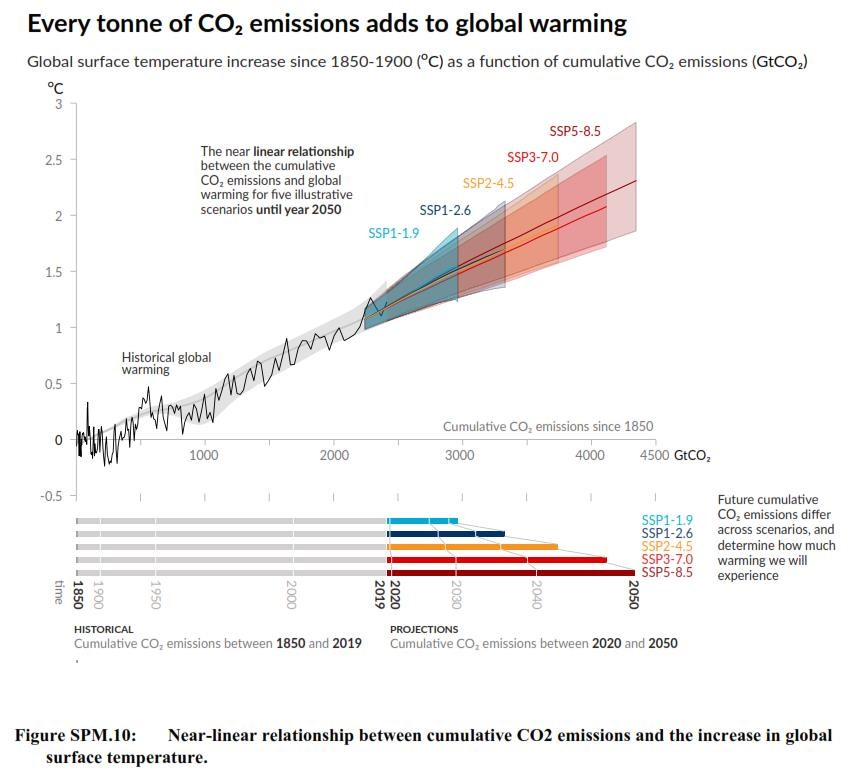 Every tonne of CO₂ emissions adds to global warming
Global surface temperature increase since 1850-1900 (°C) as a function of cumulative CO₂ emissions (GtCO₂)
°C
3
2.5
2
1.5
1
0.5
0
-0.5
The near linear relationship
between the cumulative
CO₂ emissions and global
warming for five illustrative
scenarios until year 2050
SSP5-8.5
SSP3-7.0
SSP2-4.5
SSP1-2.6
SSP1-1.9
Historical global
warming
Cumulative CO₂ emissions since 1850
1000 2000 3000 4000 4500 GtCO₂
SSP1-1.9
SSP1-2.6
SSP2-4.5
SSP3-7.0
SSP5-8.5
Future cumulative
CO₂ emissions differ
across scenarios, and
determine how much
warming we will
experience
time 1850 1900 1950 2000 2019 2020 2030 2040 2050
HISTORICAL
Cumulative CO₂ emissions between 1850 and 2019
PROJECTIONS
Cumulative CO₂ emissions between 2020 and 2050
Figure SPM.10: Near-linear relationship between cumulative CO2 emissions and the increase in global
surface temperature.